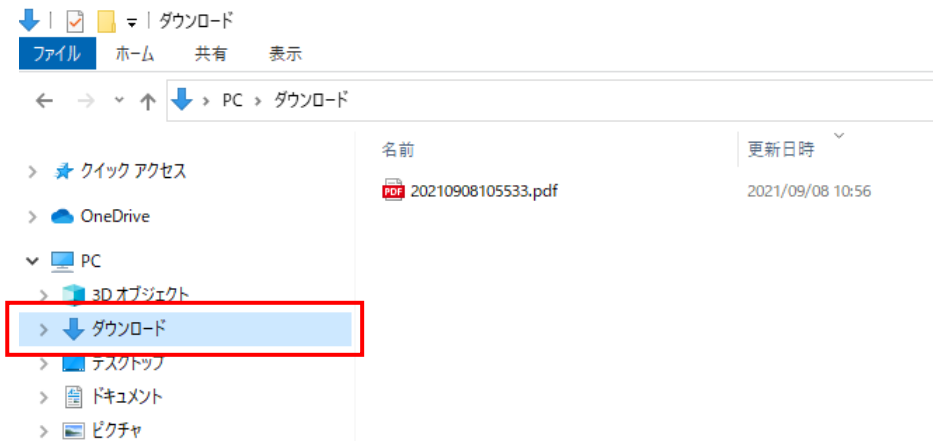 ダウンロード
ファイル ホーム 共有 表示
PC ダウンロード
名前 更新日時
クイック アクセス
PDF 20210908105533.pdf 2021/09/08 10:56
OneDrive
PC
3D オブジェクト
ダウンロード
デスクトップ
ドキュメント
ピクチャ